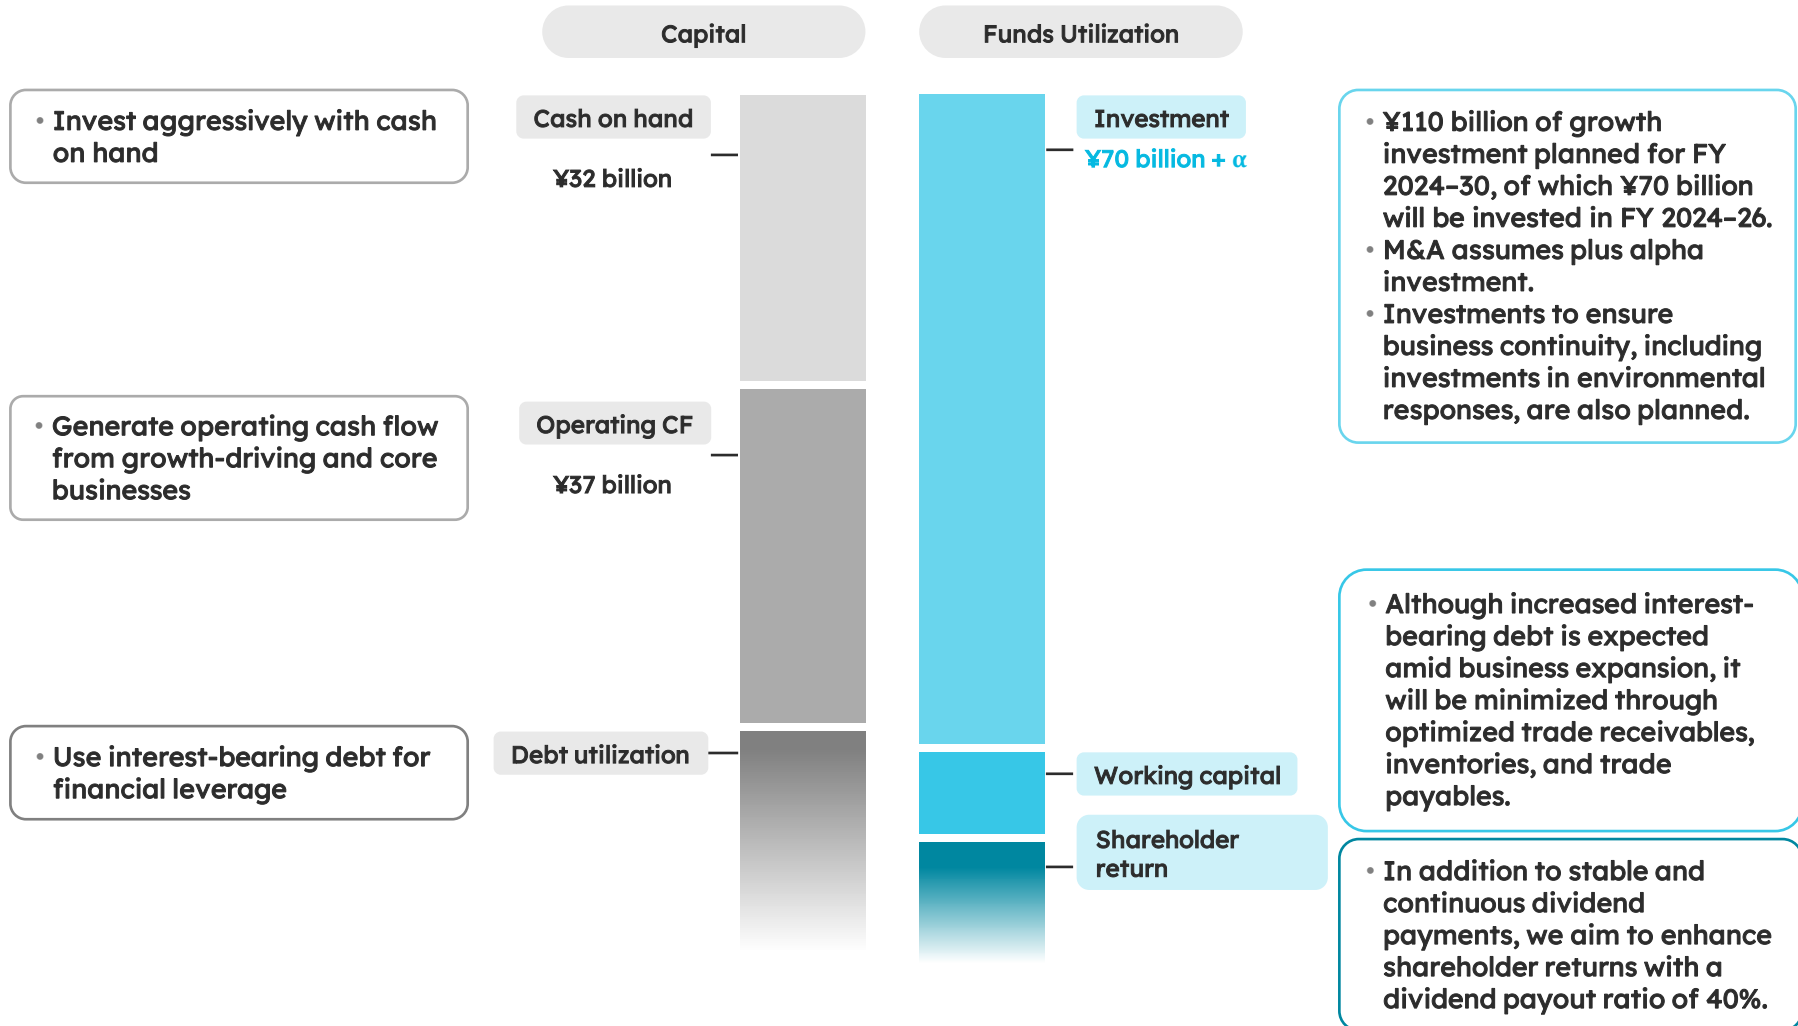 Capital
Funds Utilization
• Invest aggressively with cash
on hand
Cash on hand
¥32 billion
Investment
¥70 billion + α
• ¥110 billion of growth
investment planned for FY
2024–30, of which ¥70 billion
will be invested in FY 2024–26.
• M&A assumes plus alpha
investment.
• Investments to ensure
business continuity, including
investments in environmental
responses, are also planned.
• Generate operating cash flow
from growth-driving and core
businesses
Operating CF
¥37 billion
• Use interest-bearing debt for
financial leverage
Debt utilization
Working capital
• Although increased interest-
bearing debt is expected
amid business expansion, it
will be minimized through
optimized trade receivables,
inventories, and trade
payables.
Shareholder
return
• In addition to stable and
continuous dividend
payments, we aim to enhance
shareholder returns with a
dividend payout ratio of 40%.